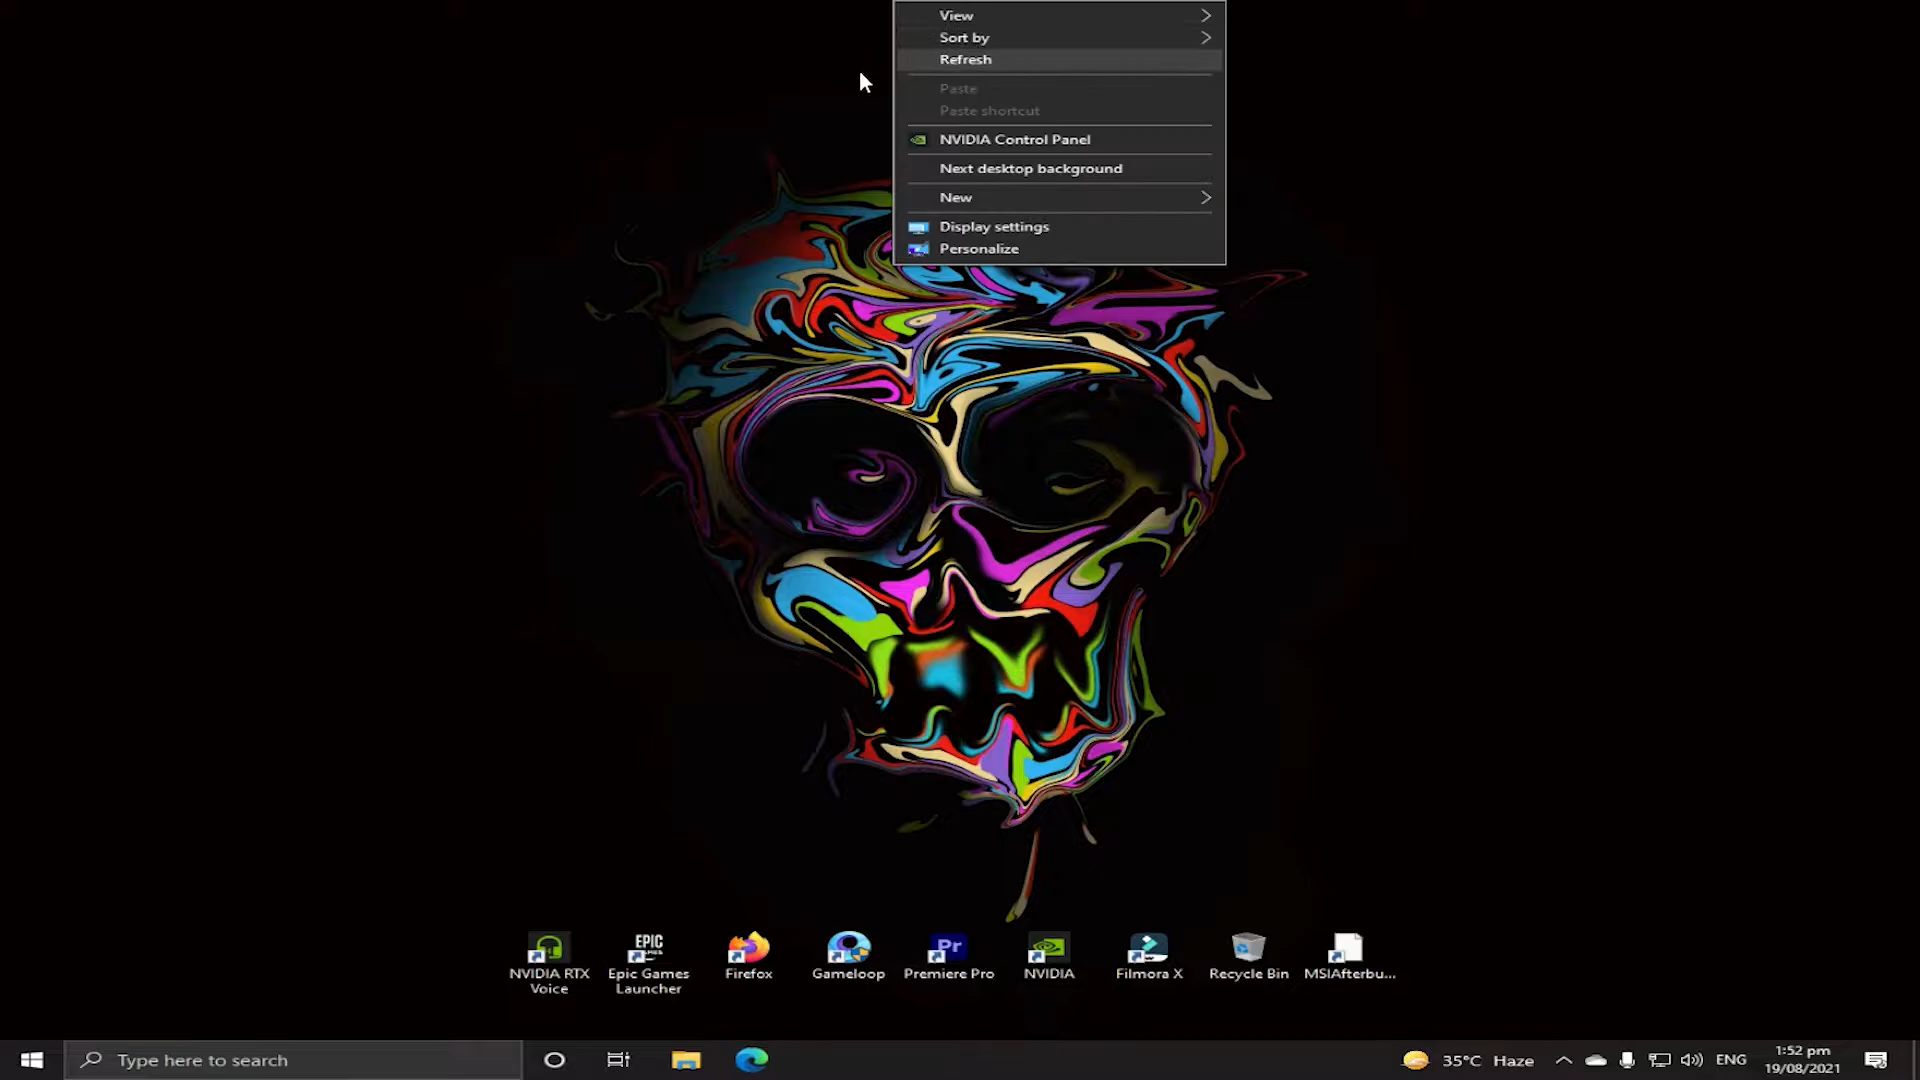 View
Sort by
Refresh
Paste
Paste shortcut
NVIDIA Control Panel
Next desktop background
New
Display settings
Personalize
EPIC
GAMES
Pr
NVIDIA RTX
Voice
Epic Games
Launcher
Firefox
Gameloop
Premiere Pro
NVIDIA
Filmora X
Recycle Bin
MSIAfterbu...
Type here to search
35°C Haze
ENG
1:52 pm
19/08/2021